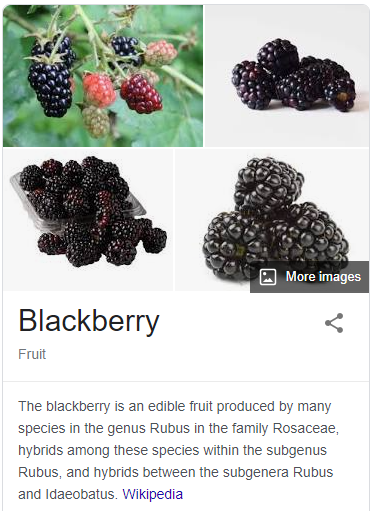 More images
Blackberry
Fruit
The blackberry is an edible fruit produced by many
species in the genus Rubus in the family Rosaceae,
hybrids among these species within the subgenus
Rubus, and hybrids between the subgenera Rubus
and Idaeobatus. Wikipedia